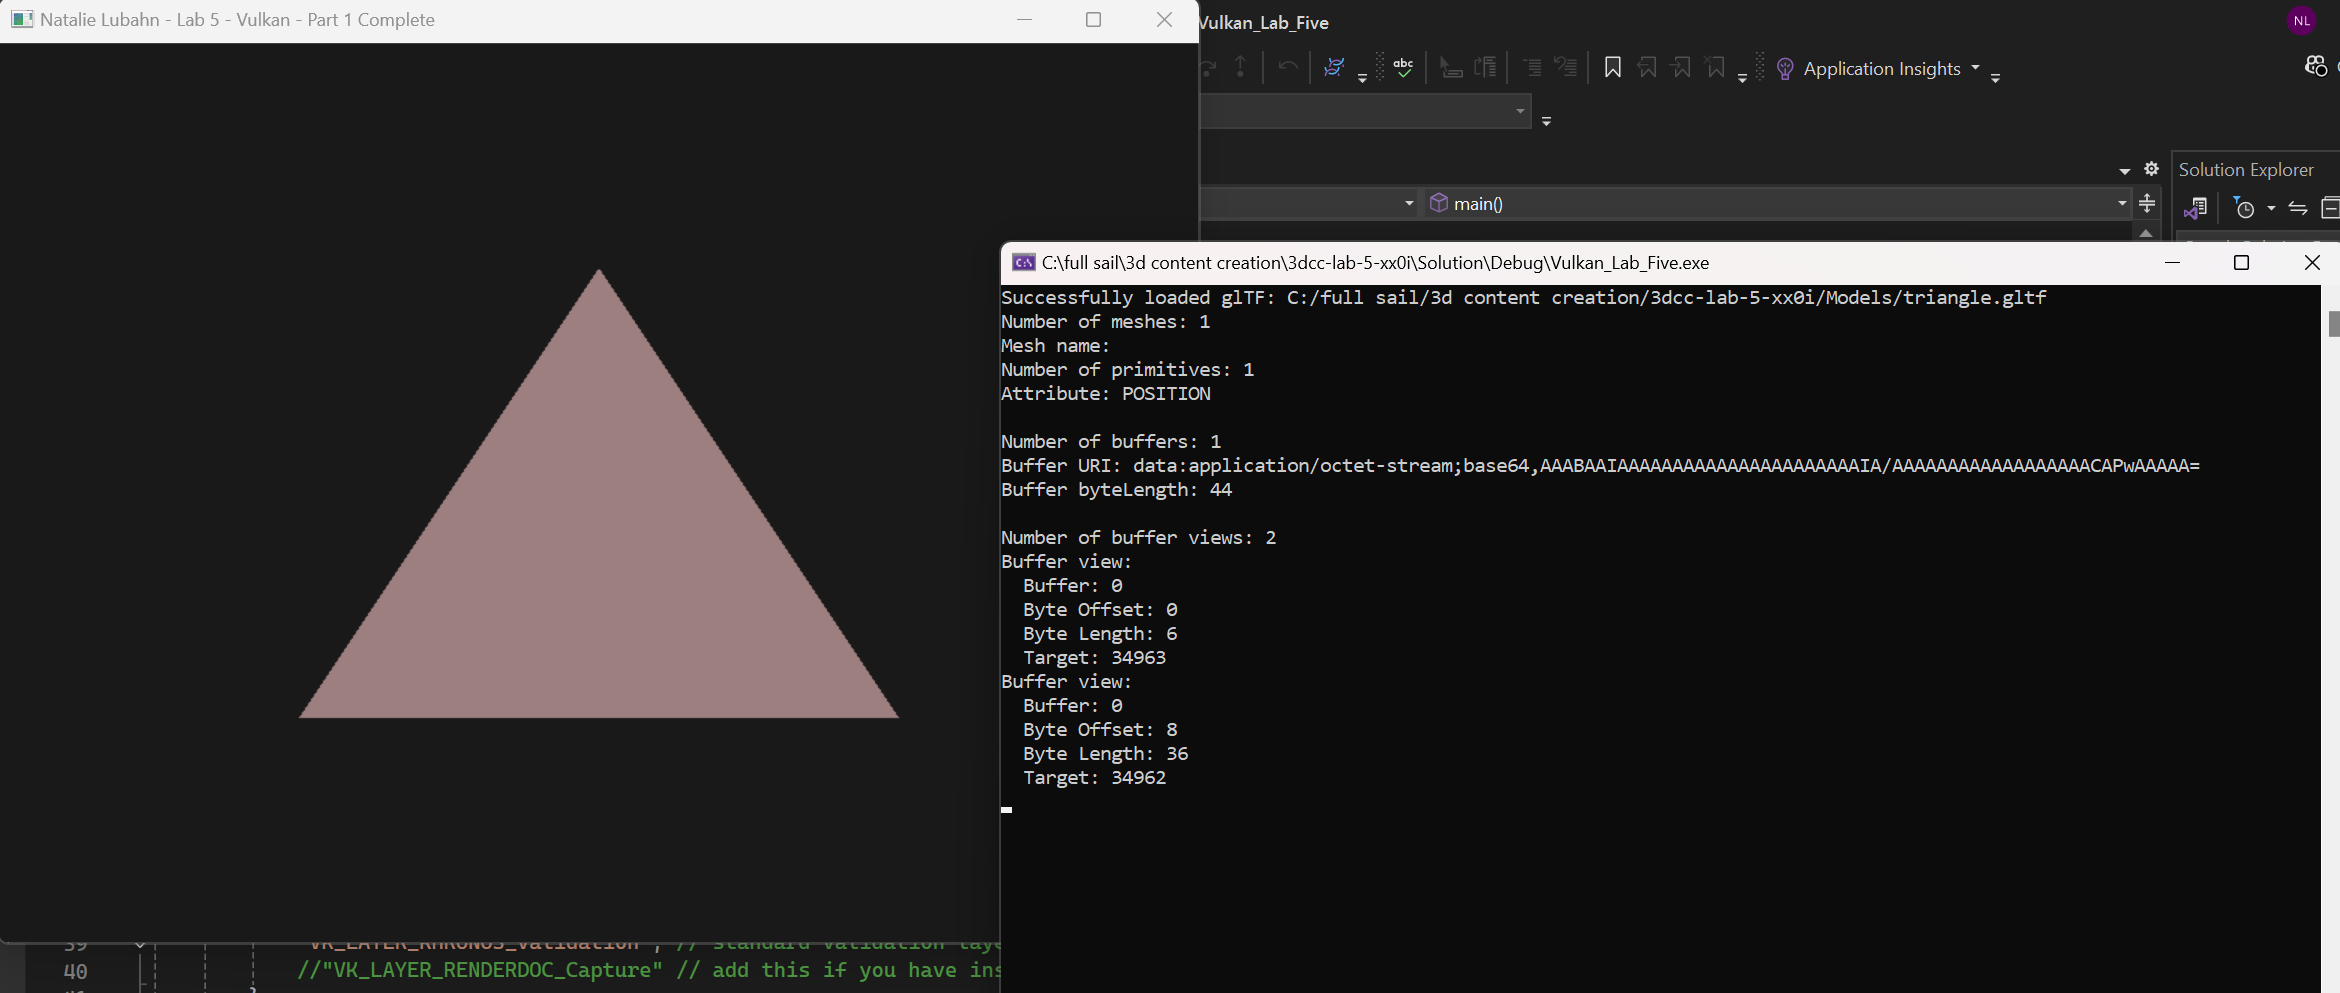 Natalie Lubahn - Lab 5 - Vulkan - Part 1 Complete
Vulkan_Lab_Five
NL
abc
Application Insights
Solution Explorer
main()
C:\full sail\3d content creation\3dcc-lab-5-xx0i\Solution\Debug\Vulkan_Lab_Five.exe
Successfully loaded glTF: C:/full sail/3d content creation/3dcc-lab-5-xx0i/Models/triangle.gltf
Number of meshes: 1
Mesh name:
Number of primitives: 1
Attribute: POSITION
Number of buffers: 1
Buffer URI: data:application/octet-stream;base64,AAABAAIAAAAAAAAAAAAAAAAAAAAAAIA/AAAAAAAAAAAAAAAAAACAPwAAAAA=
Buffer byteLength: 44
Number of buffer views: 2
Buffer view:
Buffer: 0
Byte Offset: 0
Byte Length: 6
Target: 34963
Buffer view:
Buffer: 0
Byte Offset: 8
Byte Length: 36
Target: 34962
39 "VK_LAYER_KHRONOS_validation", // standard validation laye
40 //"VK_LAYER_RENDERDOC_Capture" // add this if you have ins